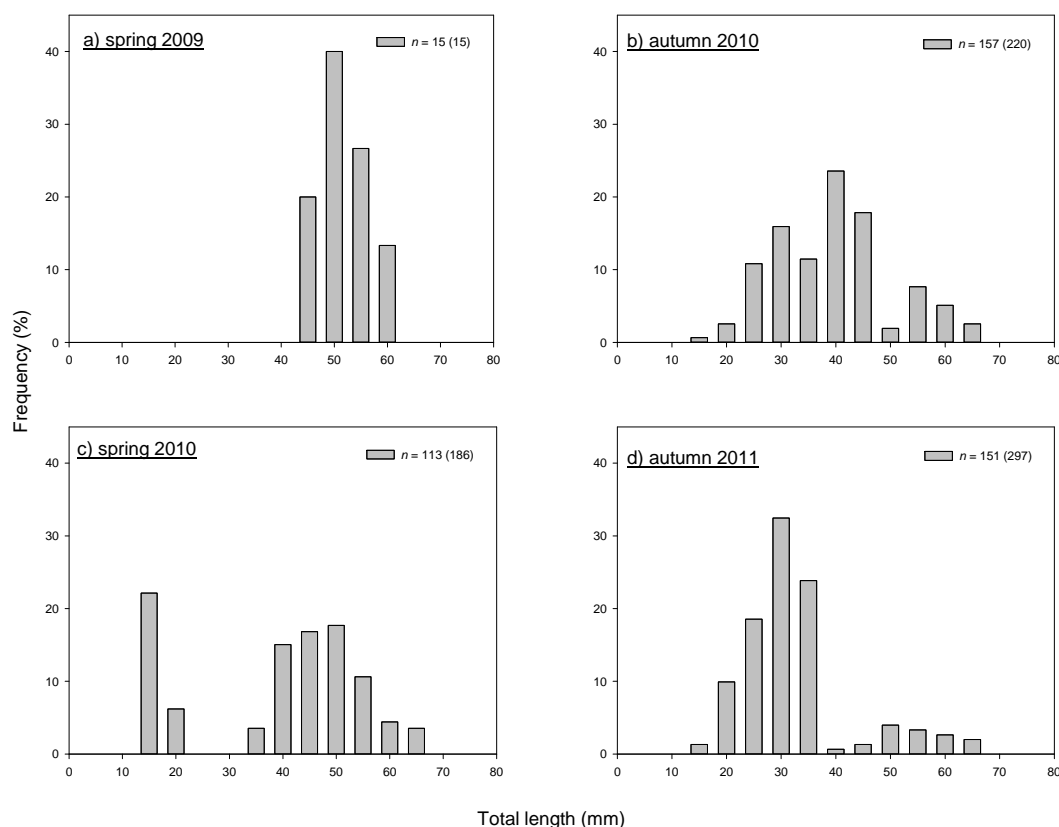 a) spring 2009
n = 15 (15)
40
30
20
10
0
0 10 20 30 40 50 60 70 80
b) autumn 2010
n = 157 (220)
40
30
20
10
0
0 10 20 30 40 50 60 70 80
Frequency (%)
c) spring 2010
n = 113 (186)
40
30
20
10
0
0 10 20 30 40 50 60 70 80
d) autumn 2011
n = 151 (297)
40
30
20
10
0
0 10 20 30 40 50 60 70 80
Total length (mm)